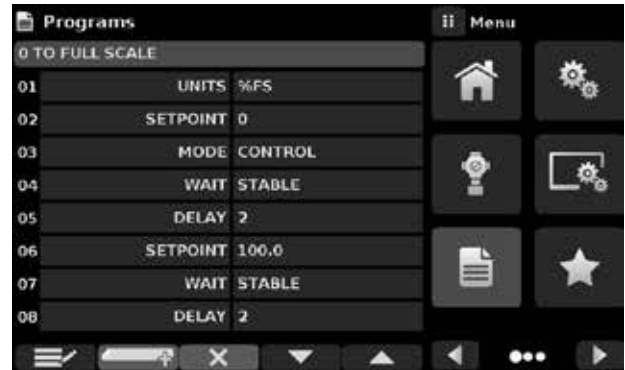 Programs
Menu
0 TO FULL SCALE
01 UNITS %FS
02 SETPOINT 0
03 MODE CONTROL
04 WAIT STABLE
05 DELAY 2
06 SETPOINT 100.0
07 WAIT STABLE
08 DELAY 2